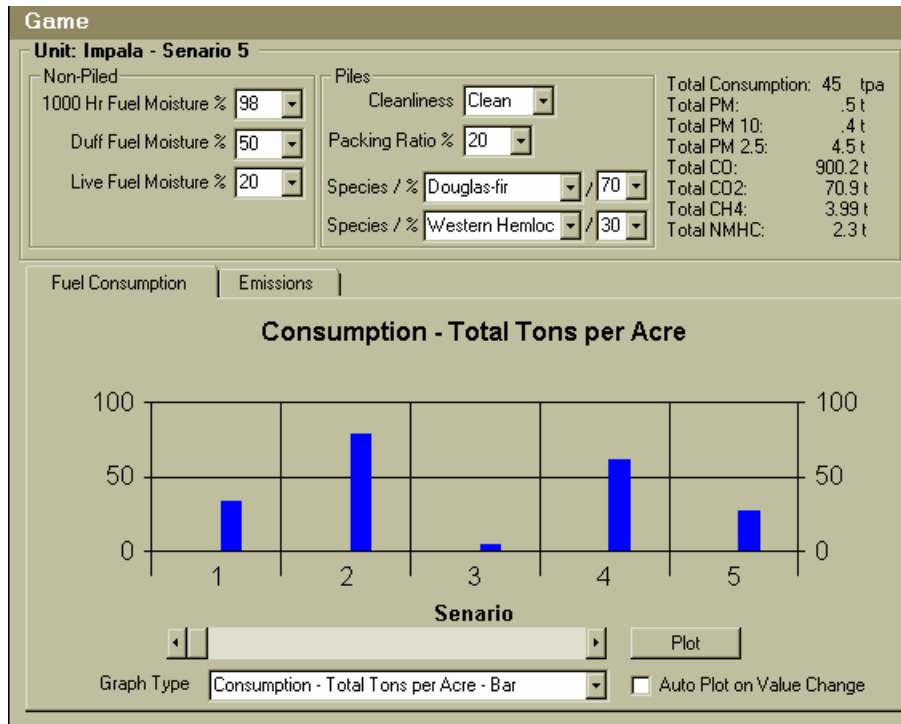 Game
Unit: Impala - Senario 5
Non-Piled
1000 Hr Fuel Moisture % 98
Duff Fuel Moisture % 50
Live Fuel Moisture % 20
Piles
Cleanliness Clean
Packing Ratio % 20
Species / % Douglas-fir / 70
Species / % Western Hemloc / 30
Total Consumption: 45 tpa
Total PM: .5 t
Total PM 10: .4 t
Total PM 2.5: 4.5 t
Total CO: 900.2 t
Total CO2: 70.9 t
Total CH4: 3.99 t
Total NMHC: 2.3 t
Fuel Consumption Emissions
Consumption - Total Tons per Acre
100 100
50 50
0 0
1 2 3 4 5
Senario
Plot
Graph Type Consumption - Total Tons per Acre - Bar Auto Plot on Value Change